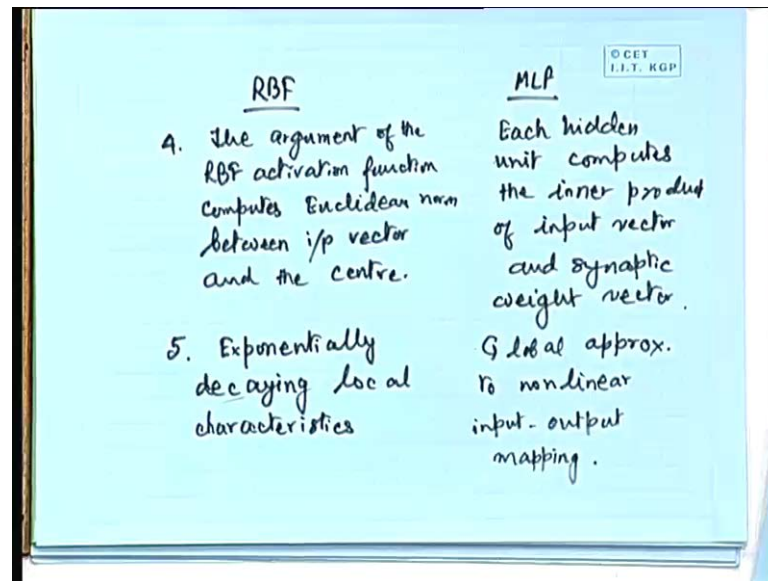 © CET
I.I.T. KGP
RBF
4. The argument of the
RBF activation function
computes Euclidean norm
between i/p vector
and the centre.
5. Exponentially
decaying local
characteristics
MLP
Each hidden
unit computes
the inner product
of input vector
and synaptic
weight vector.
Global approx.
to nonlinear
input-output
mapping.